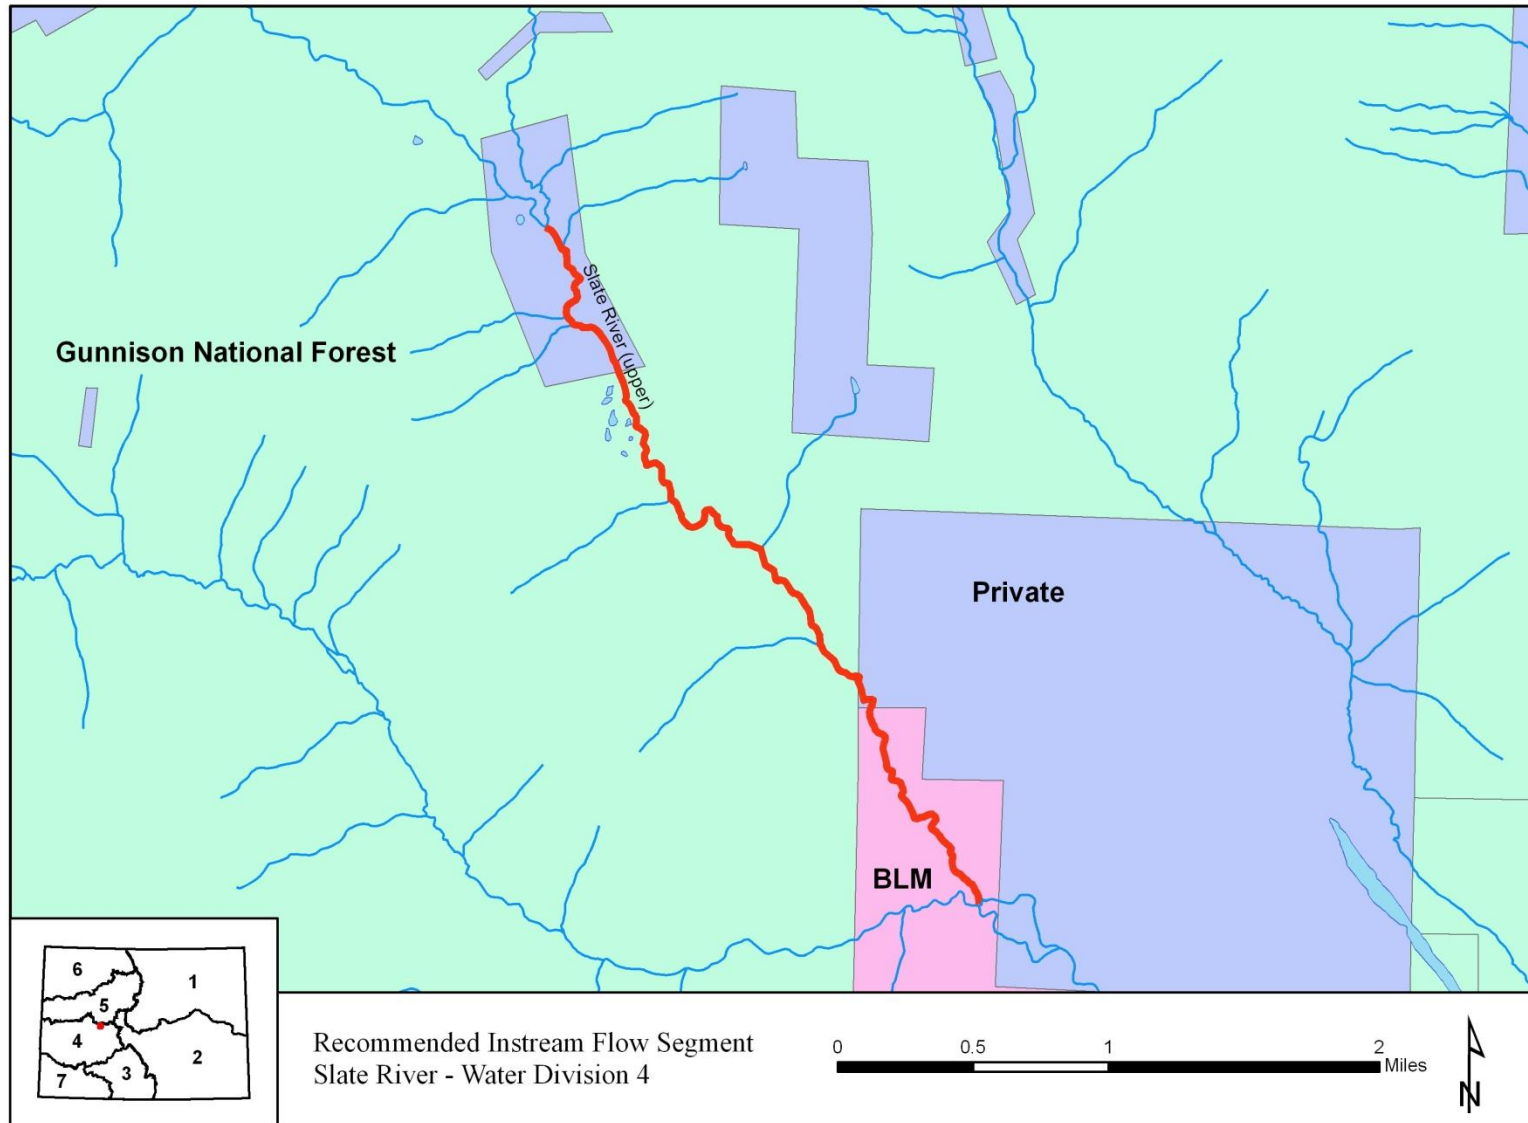 Slate River (upper)
Gunnison National Forest
Private
BLM
6
1
5
4
2
3
7
Recommended Instream Flow Segment
Slate River - Water Division 4
0 0.5 1 2
Miles
N